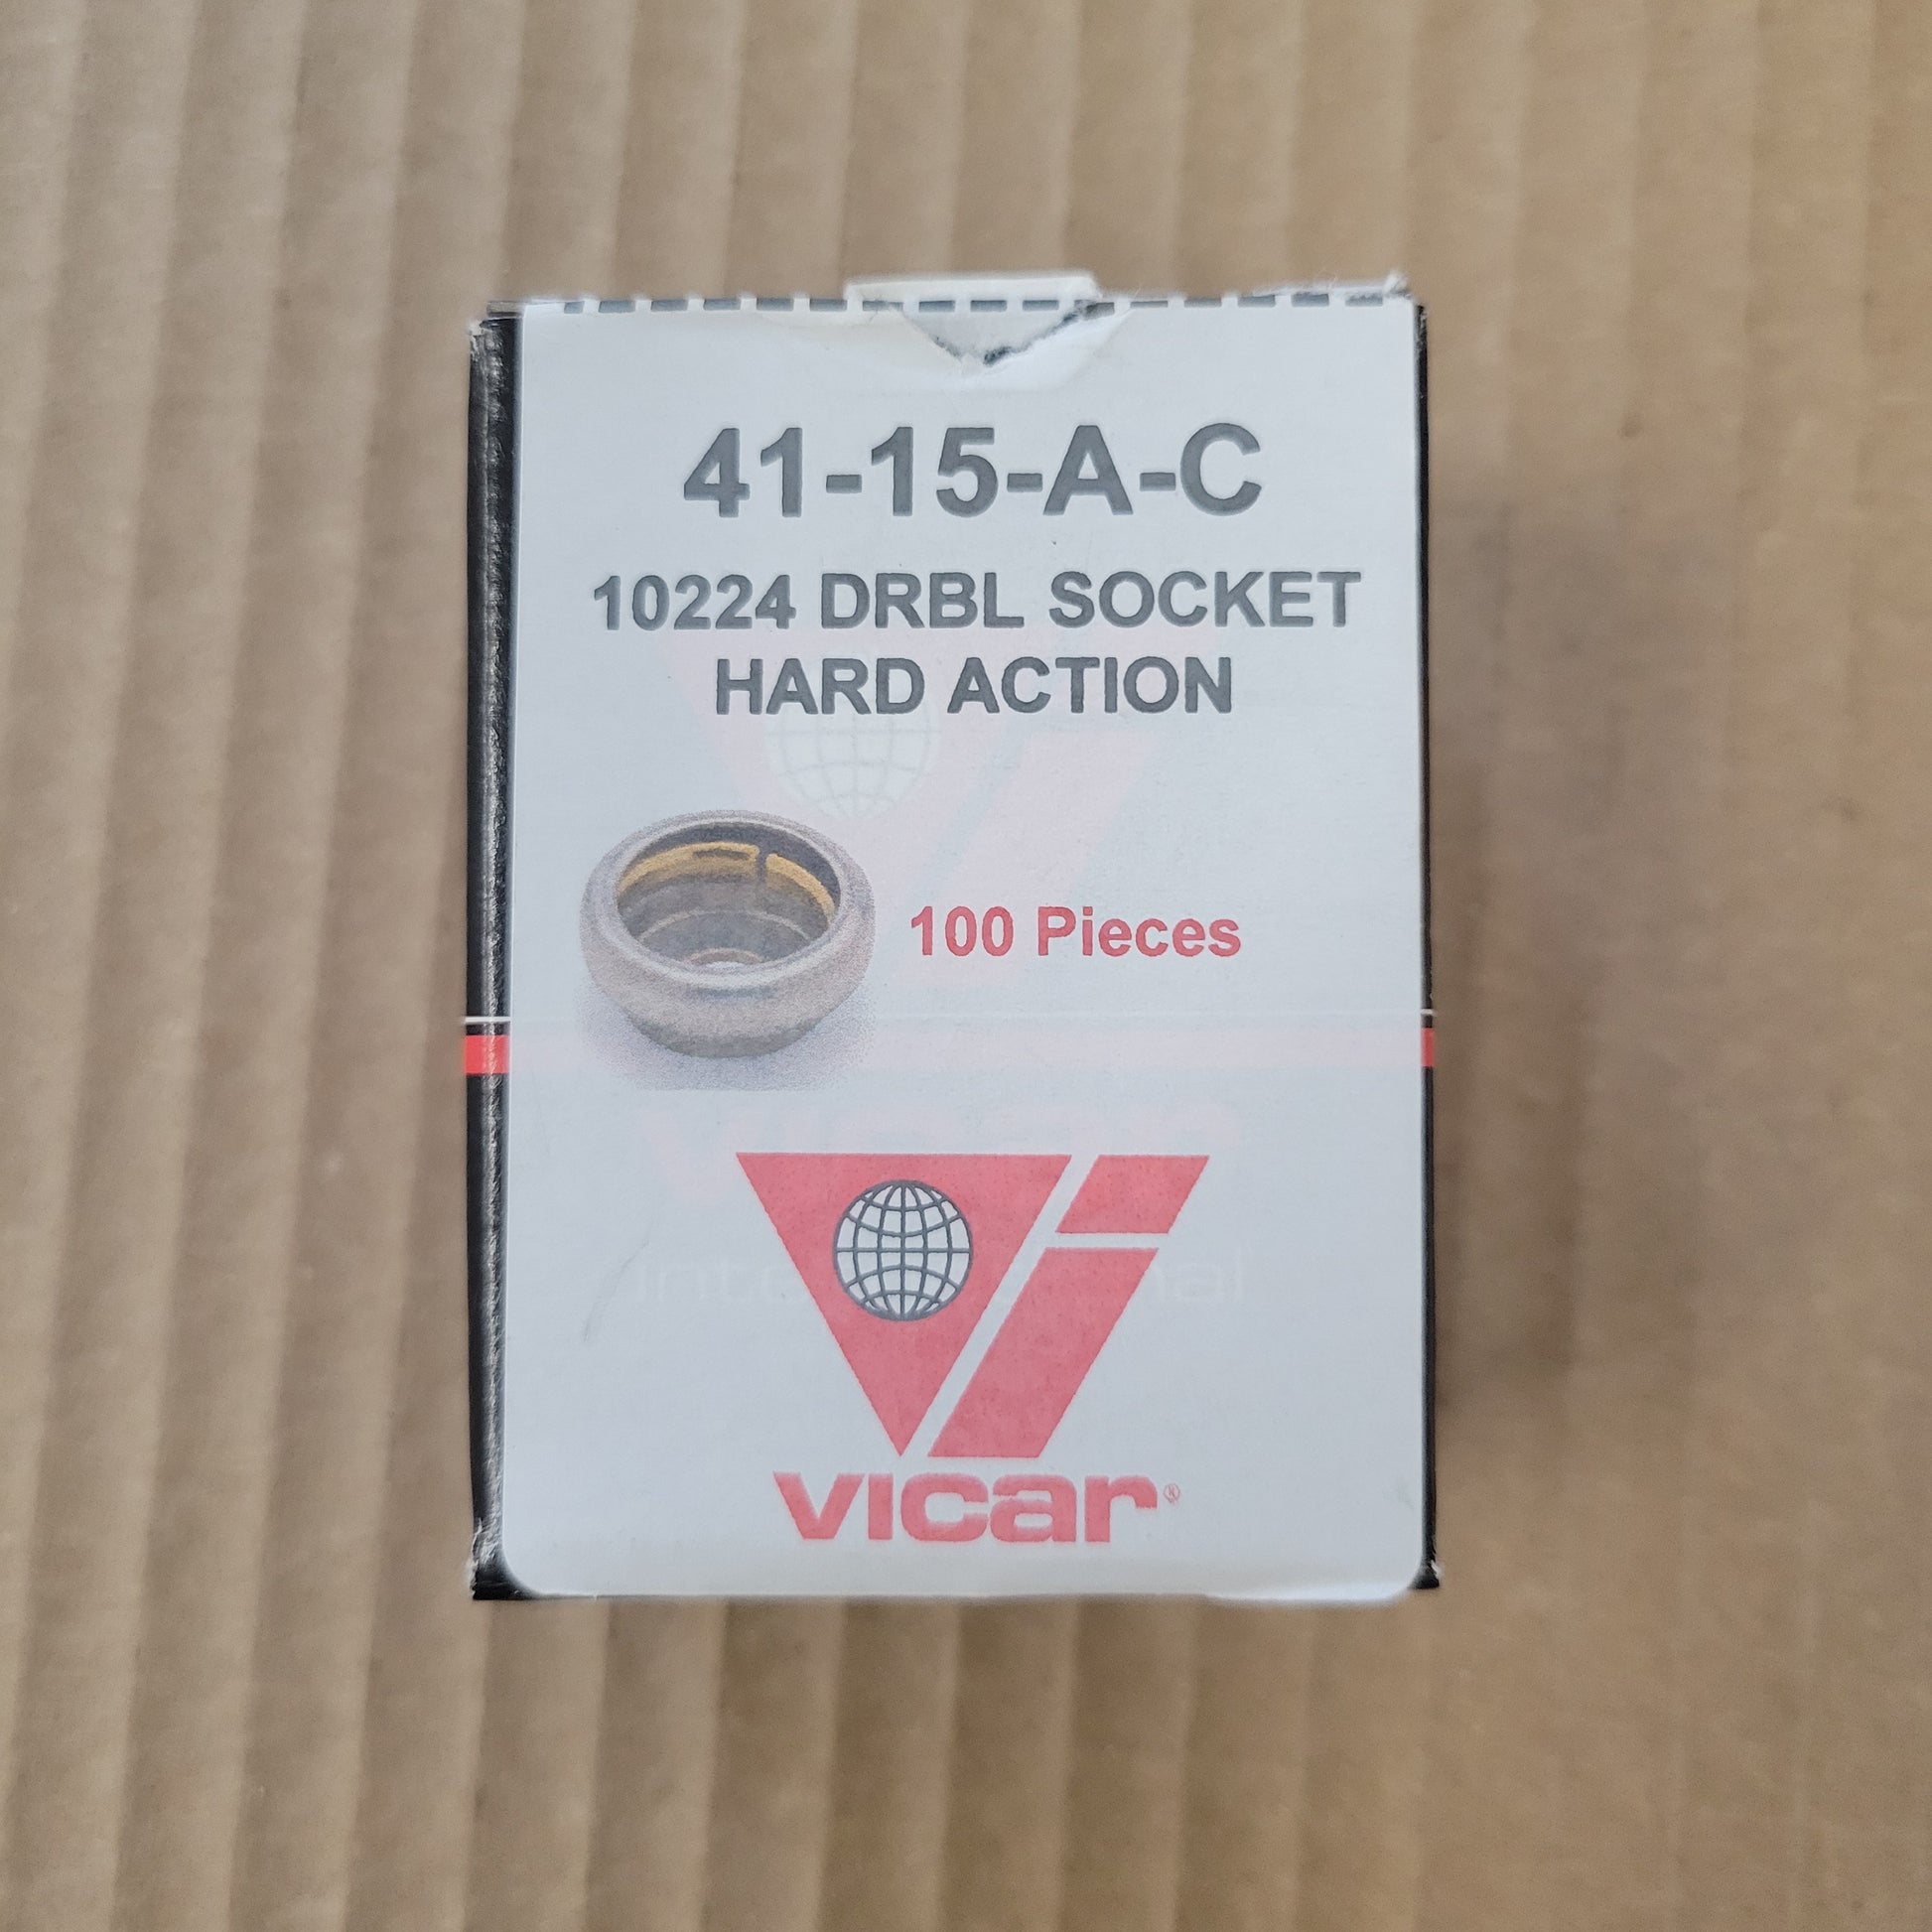 41-15-A-C
10224 DRBL SOCKET
HARD ACTION
100 Pieces
vicar®